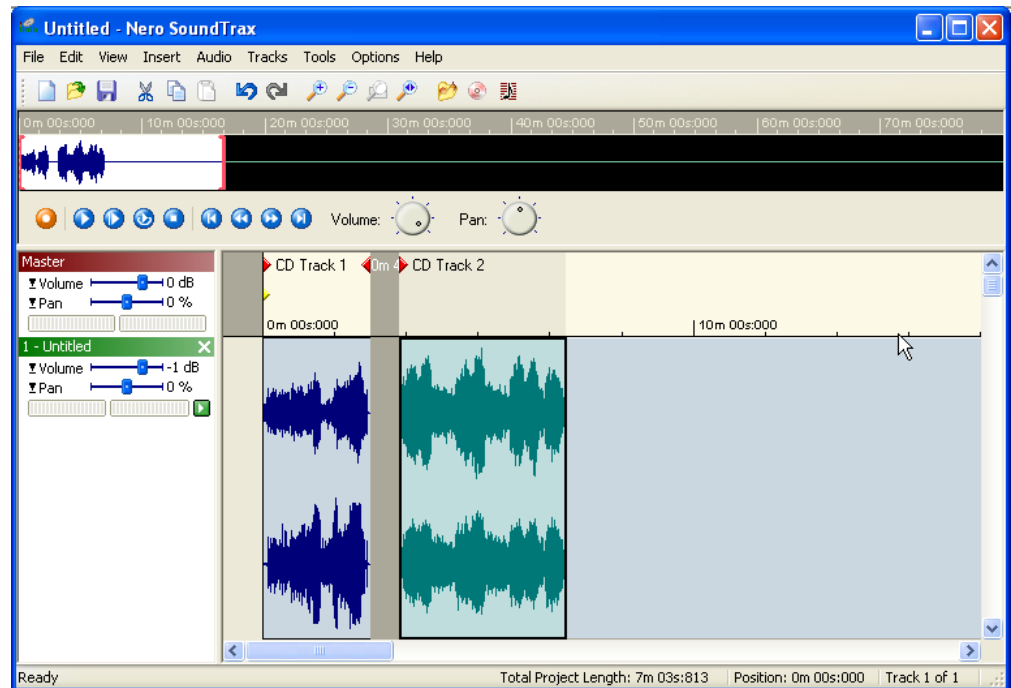 Untitled - Nero SoundTrax
File Edit View Insert Audio Tracks Tools Options Help
0m 00s:000 10m 00s:000 20m 00s:000 30m 00s:000 40m 00s:000 50m 00s:000 60m 00s:000 70m 00s:000
Volume: Pan:
Master
Volume 0 dB
Pan 0 %
1 - Untitled
Volume -1 dB
Pan 0 %
CD Track 1 0m 4 CD Track 2
0m 00s:000 10m 00s:000
Ready Total Project Length: 7m 03s:813 Position: 0m 00s:000 Track 1 of 1